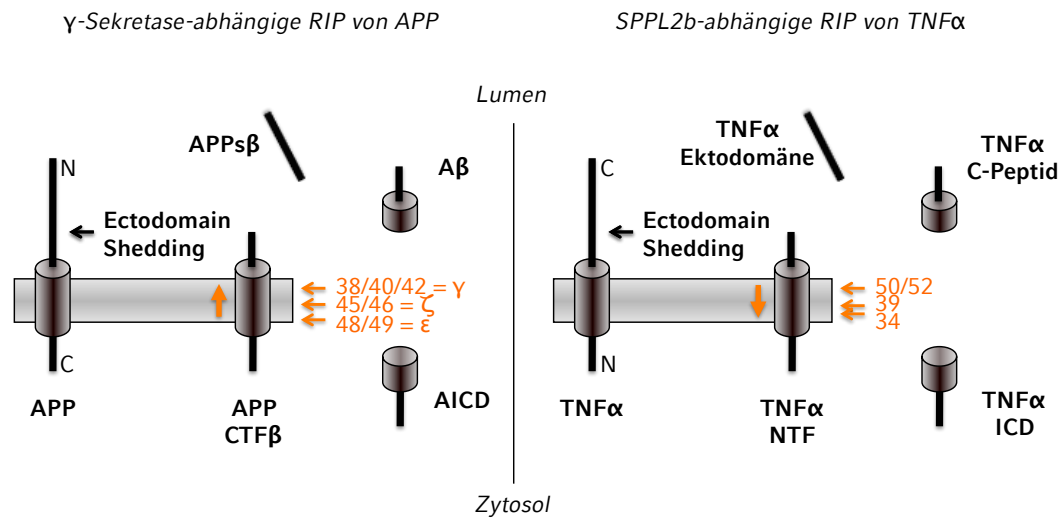 γ-Sekretase-abhängige RIP von APP
SPPL2b-abhängige RIP von TNFα
Lumen
APPsβ
Aβ
N
Ectodomain
Shedding
38/40/42 = γ
45/46 = ζ
48/49 = ε
C
APP
APP
CTFβ
AICD
TNFα
Ektodomäne
TNFα
C-Peptid
C
Ectodomain
Shedding
50/52
39
34
N
TNFα
TNFα
NTF
TNFα
ICD
Zytosol